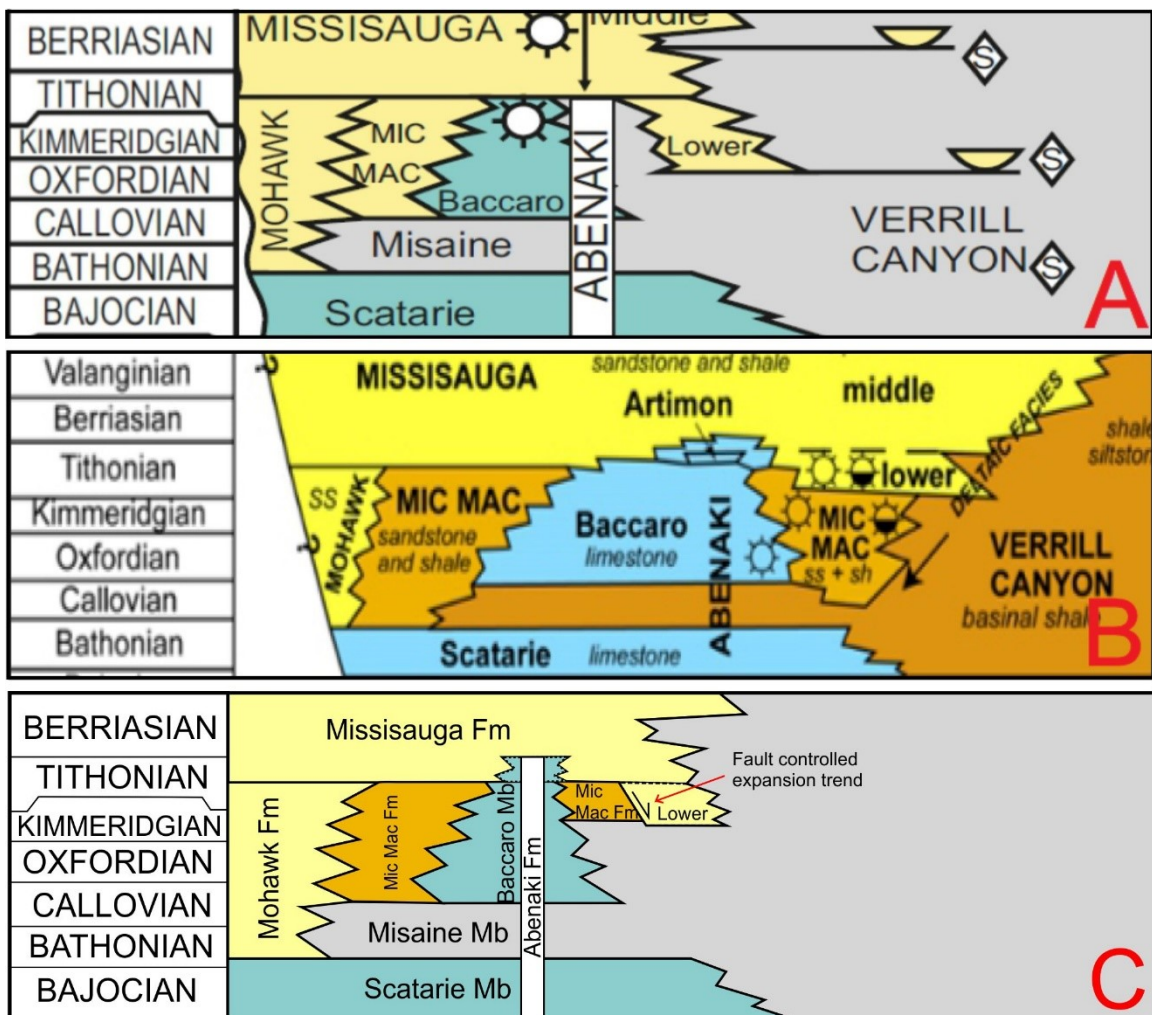 BERRIASIAN
TITHONIAN
KIMMERIDGIAN
OXFORDIAN
CALLOVIAN
BATHONIAN
BAJOCIAN
MISSISAUGA
Middle
S
MOHAWK
MIC
MAC
Baccaro
Lower
S
Misaine
ABENAKI
VERRILL
CANYON
S
Scatarie
A
Valanginian
Berriasian
Tithonian
Kimmeridgian
Oxfordian
Callovian
Bathonian
?
?
sandstone and shale
MISSISAUGA
middle
Artimon
DELTAIC FACIES
shale
siltston
SS
MOHAWK
MIC MAC
sandstone
and shale
Baccaro
limestone
ABENAKI
lower
MIC
MAC
ss + sh
VERRILL
CANYON
basinal shale
Scatarie limestone
B
BERRIASIAN
TITHONIAN
KIMMERIDGIAN
OXFORDIAN
CALLOVIAN
BATHONIAN
BAJOCIAN
Missisauga Fm
Fault controlled
expansion trend
Mohawk Fm
Mic Mac Fm
Baccaro Mb
Abenaki Fm
Mic
Mac Fm
Lower
Misaine Mb
Scatarie Mb
C